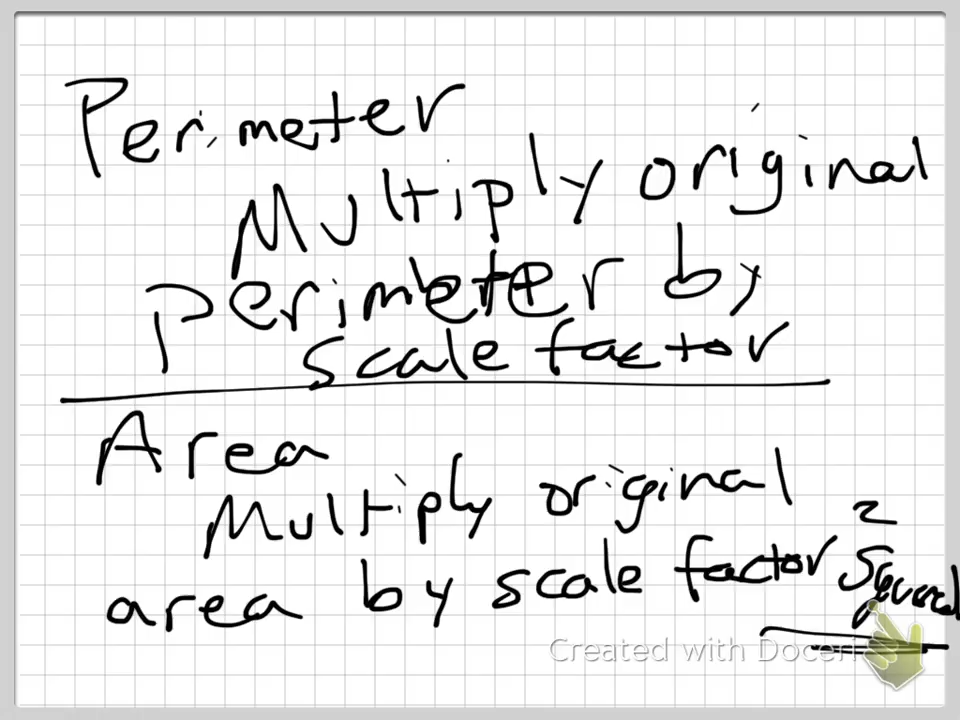 Perimeter
Multiply original
perimeter by
scale factor
Area
Multiply original
2
area by scale factor squared
Created with Doceri